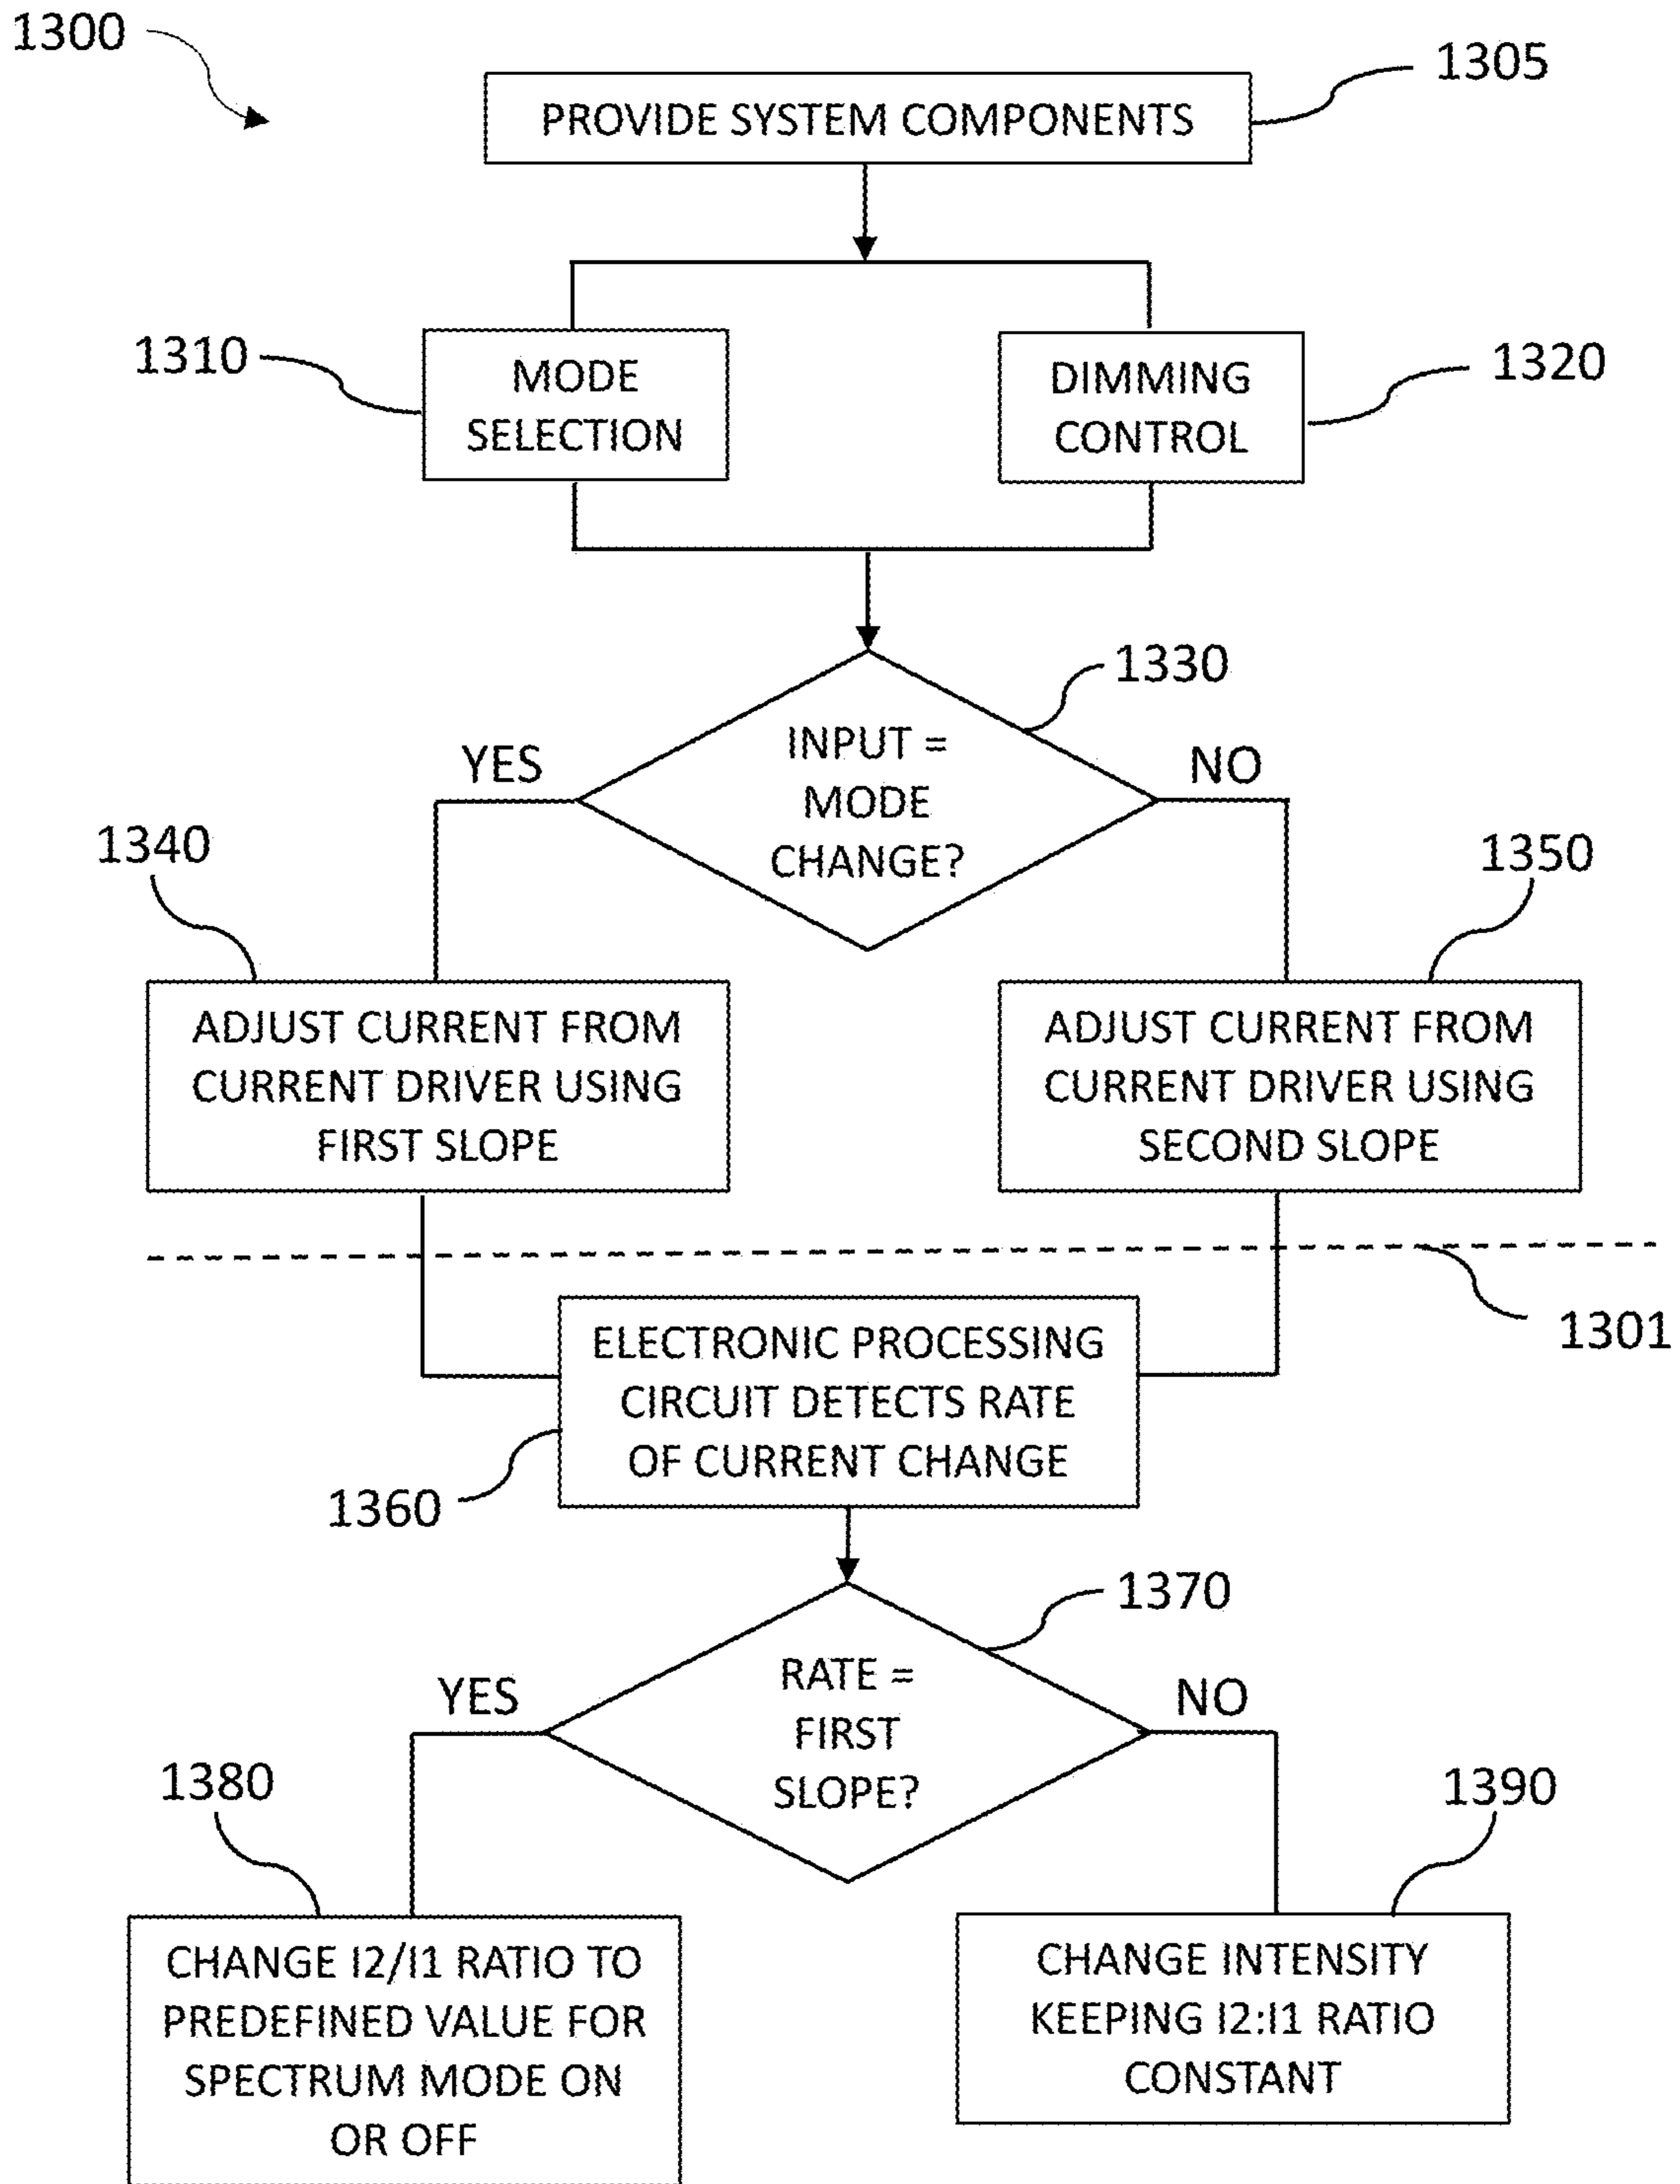 1300
1305
PROVIDE SYSTEM COMPONENTS
1310
MODE
SELECTION
DIMMING
CONTROL
1320
1330
INPUT =
MODE
CHANGE?
YES
NO
1340
1350
ADJUST CURRENT FROM
CURRENT DRIVER USING
FIRST SLOPE
ADJUST CURRENT FROM
CURRENT DRIVER USING
SECOND SLOPE
1301
ELECTRONIC PROCESSING
CIRCUIT DETECTS RATE
OF CURRENT CHANGE
1360
1370
RATE =
FIRST
SLOPE?
YES
NO
1380
1390
CHANGE I2/I1 RATIO TO
PREDEFINED VALUE FOR
SPECTRUM MODE ON
OR OFF
CHANGE INTENSITY
KEEPING I2:I1 RATIO
CONSTANT